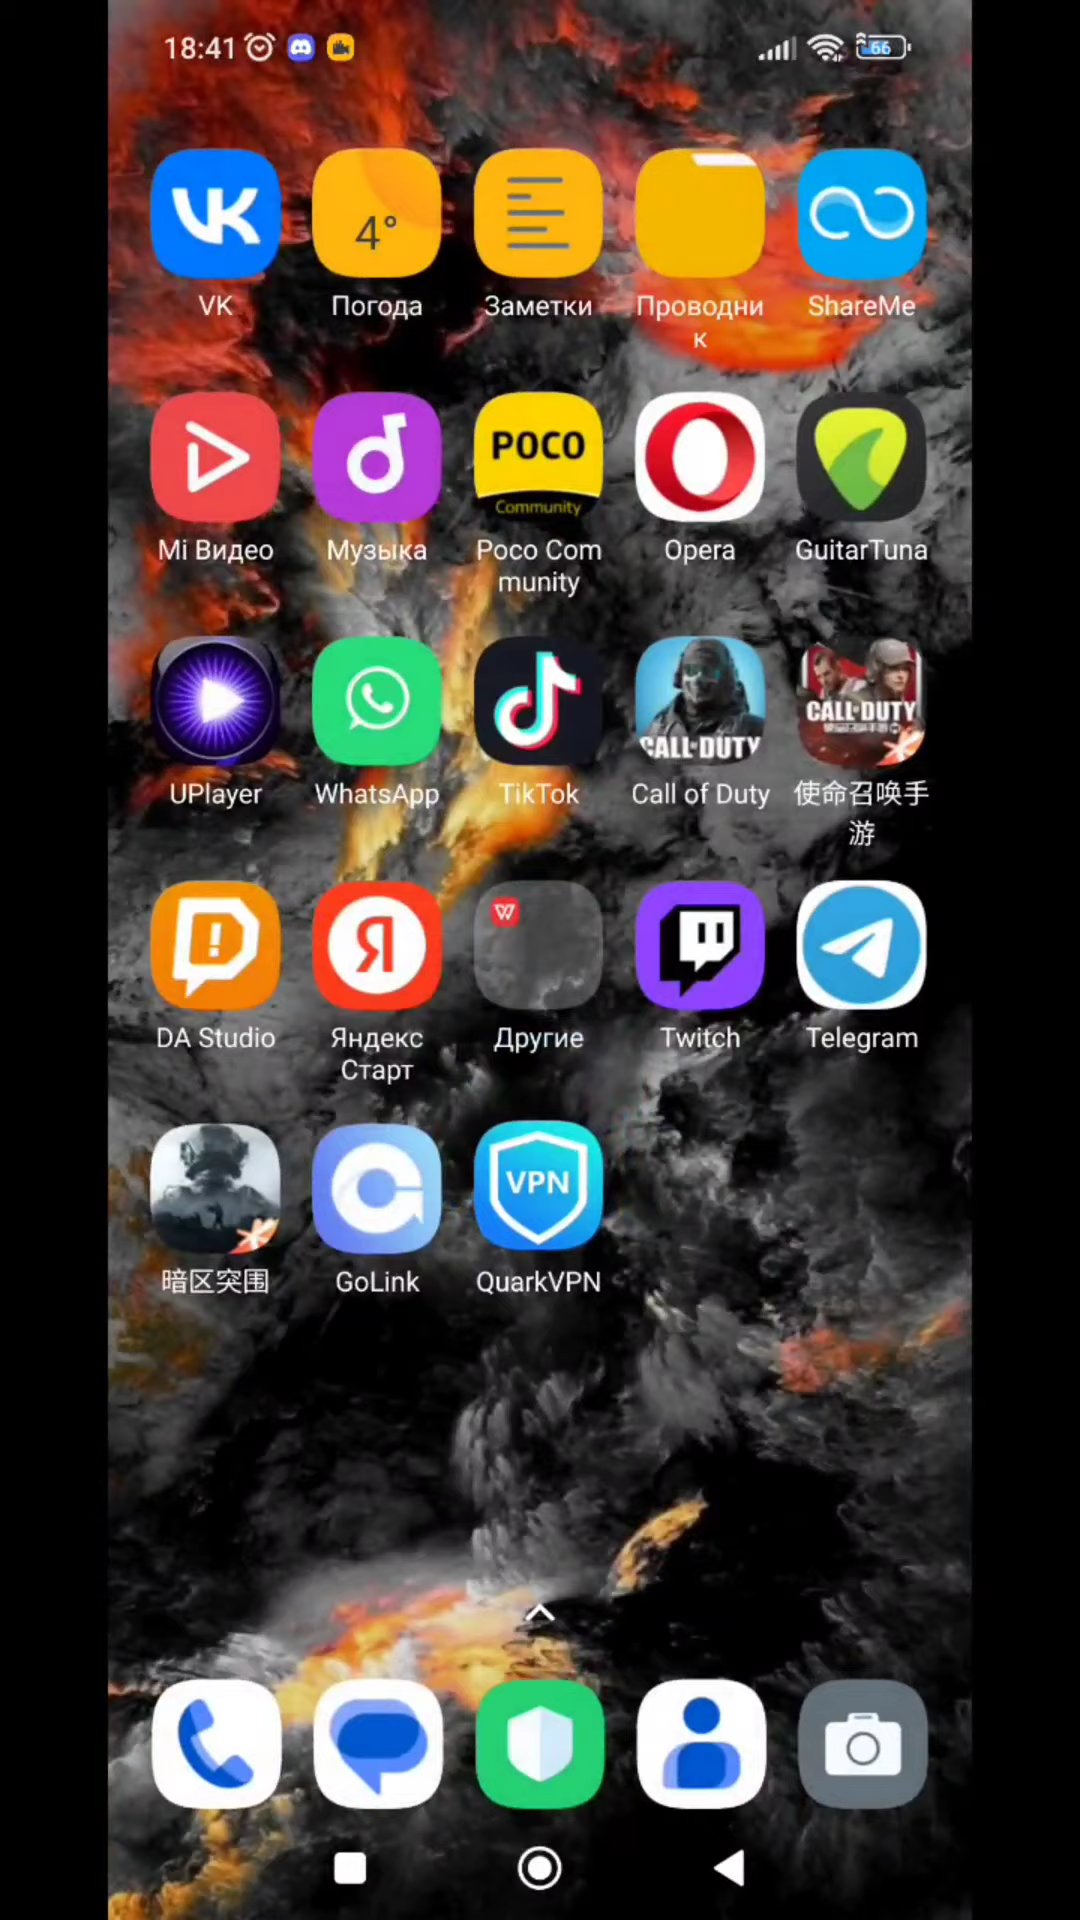 18:41
66
VK
4°
Погода
Заметки
Проводни
к
ShareMe
POCO
Community
Mi Видео
Музыка
Poco Com
munity
Opera
GuitarTuna
CALL OF DUTY
CALL OF DUTY
UPlayer
WhatsApp
TikTok
Call of Duty
使命召唤手
游
Я
W
DA Studio
Яндекс
Старт
Другие
Twitch
Telegram
VPN
暗区突围
GoLink
QuarkVPN